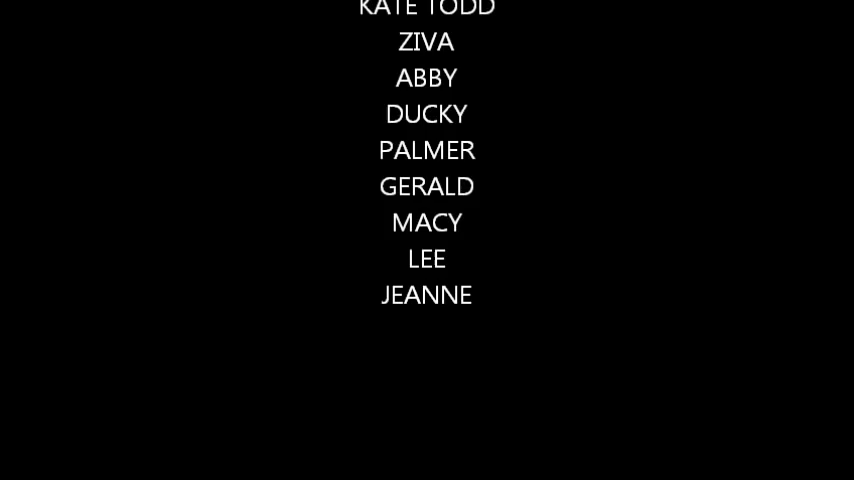 KATE TODD
ZIVA
ABBY
DUCKY
PALMER
GERALD
MACY
LEE
JEANNE